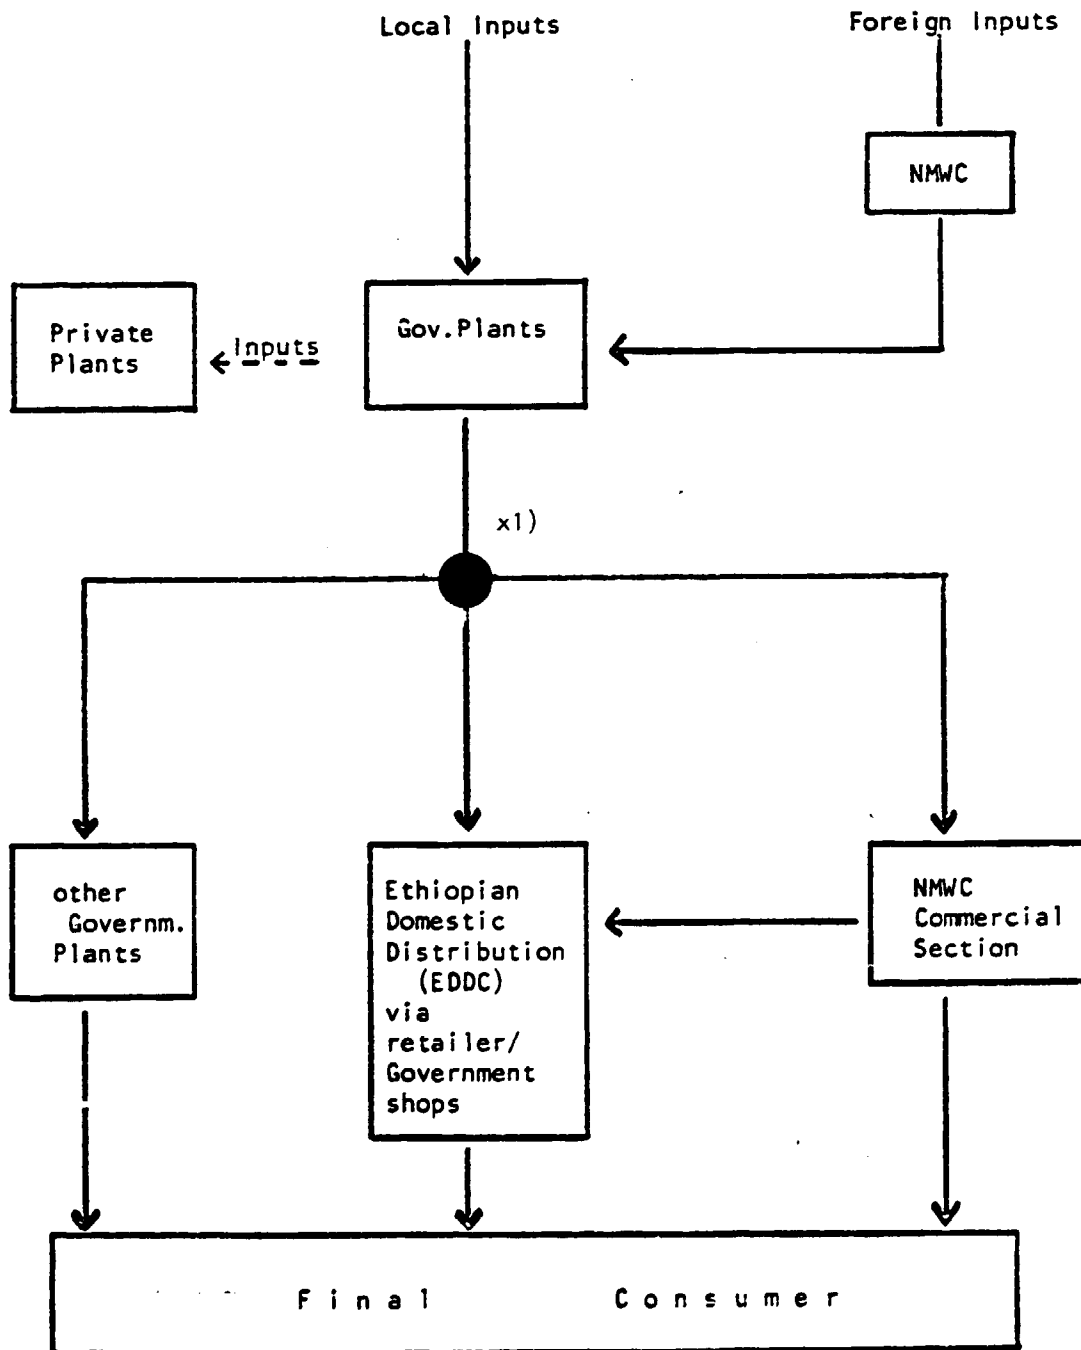 Local Inputs
Foreign Inputs
NMWC
Private
Plants
Inputs
Gov.Plants
x1)
other
Governm.
Plants
Ethiopian
Domestic
Distribution
(EDDC)
via
retailer/
Government
shops
NMWC
Commercial
Section
Final Consumer